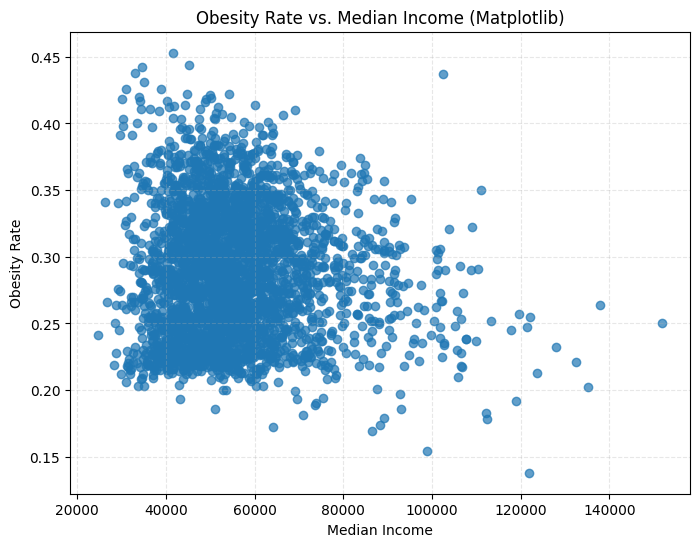 Obesity Rate vs. Median Income (Matplotlib)
0.45
0.40
0.35
0.30
0.25
0.20
0.15
Obesity Rate
20000 40000 60000 80000 100000 120000 140000
Median Income